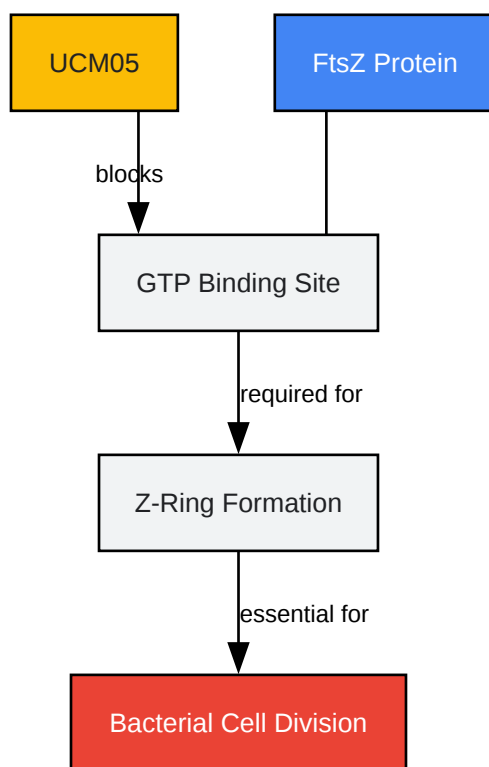 UCM05
FtsZ Protein
blocks
GTP Binding Site
required for
Z-Ring Formation
essential for
Bacterial Cell Division